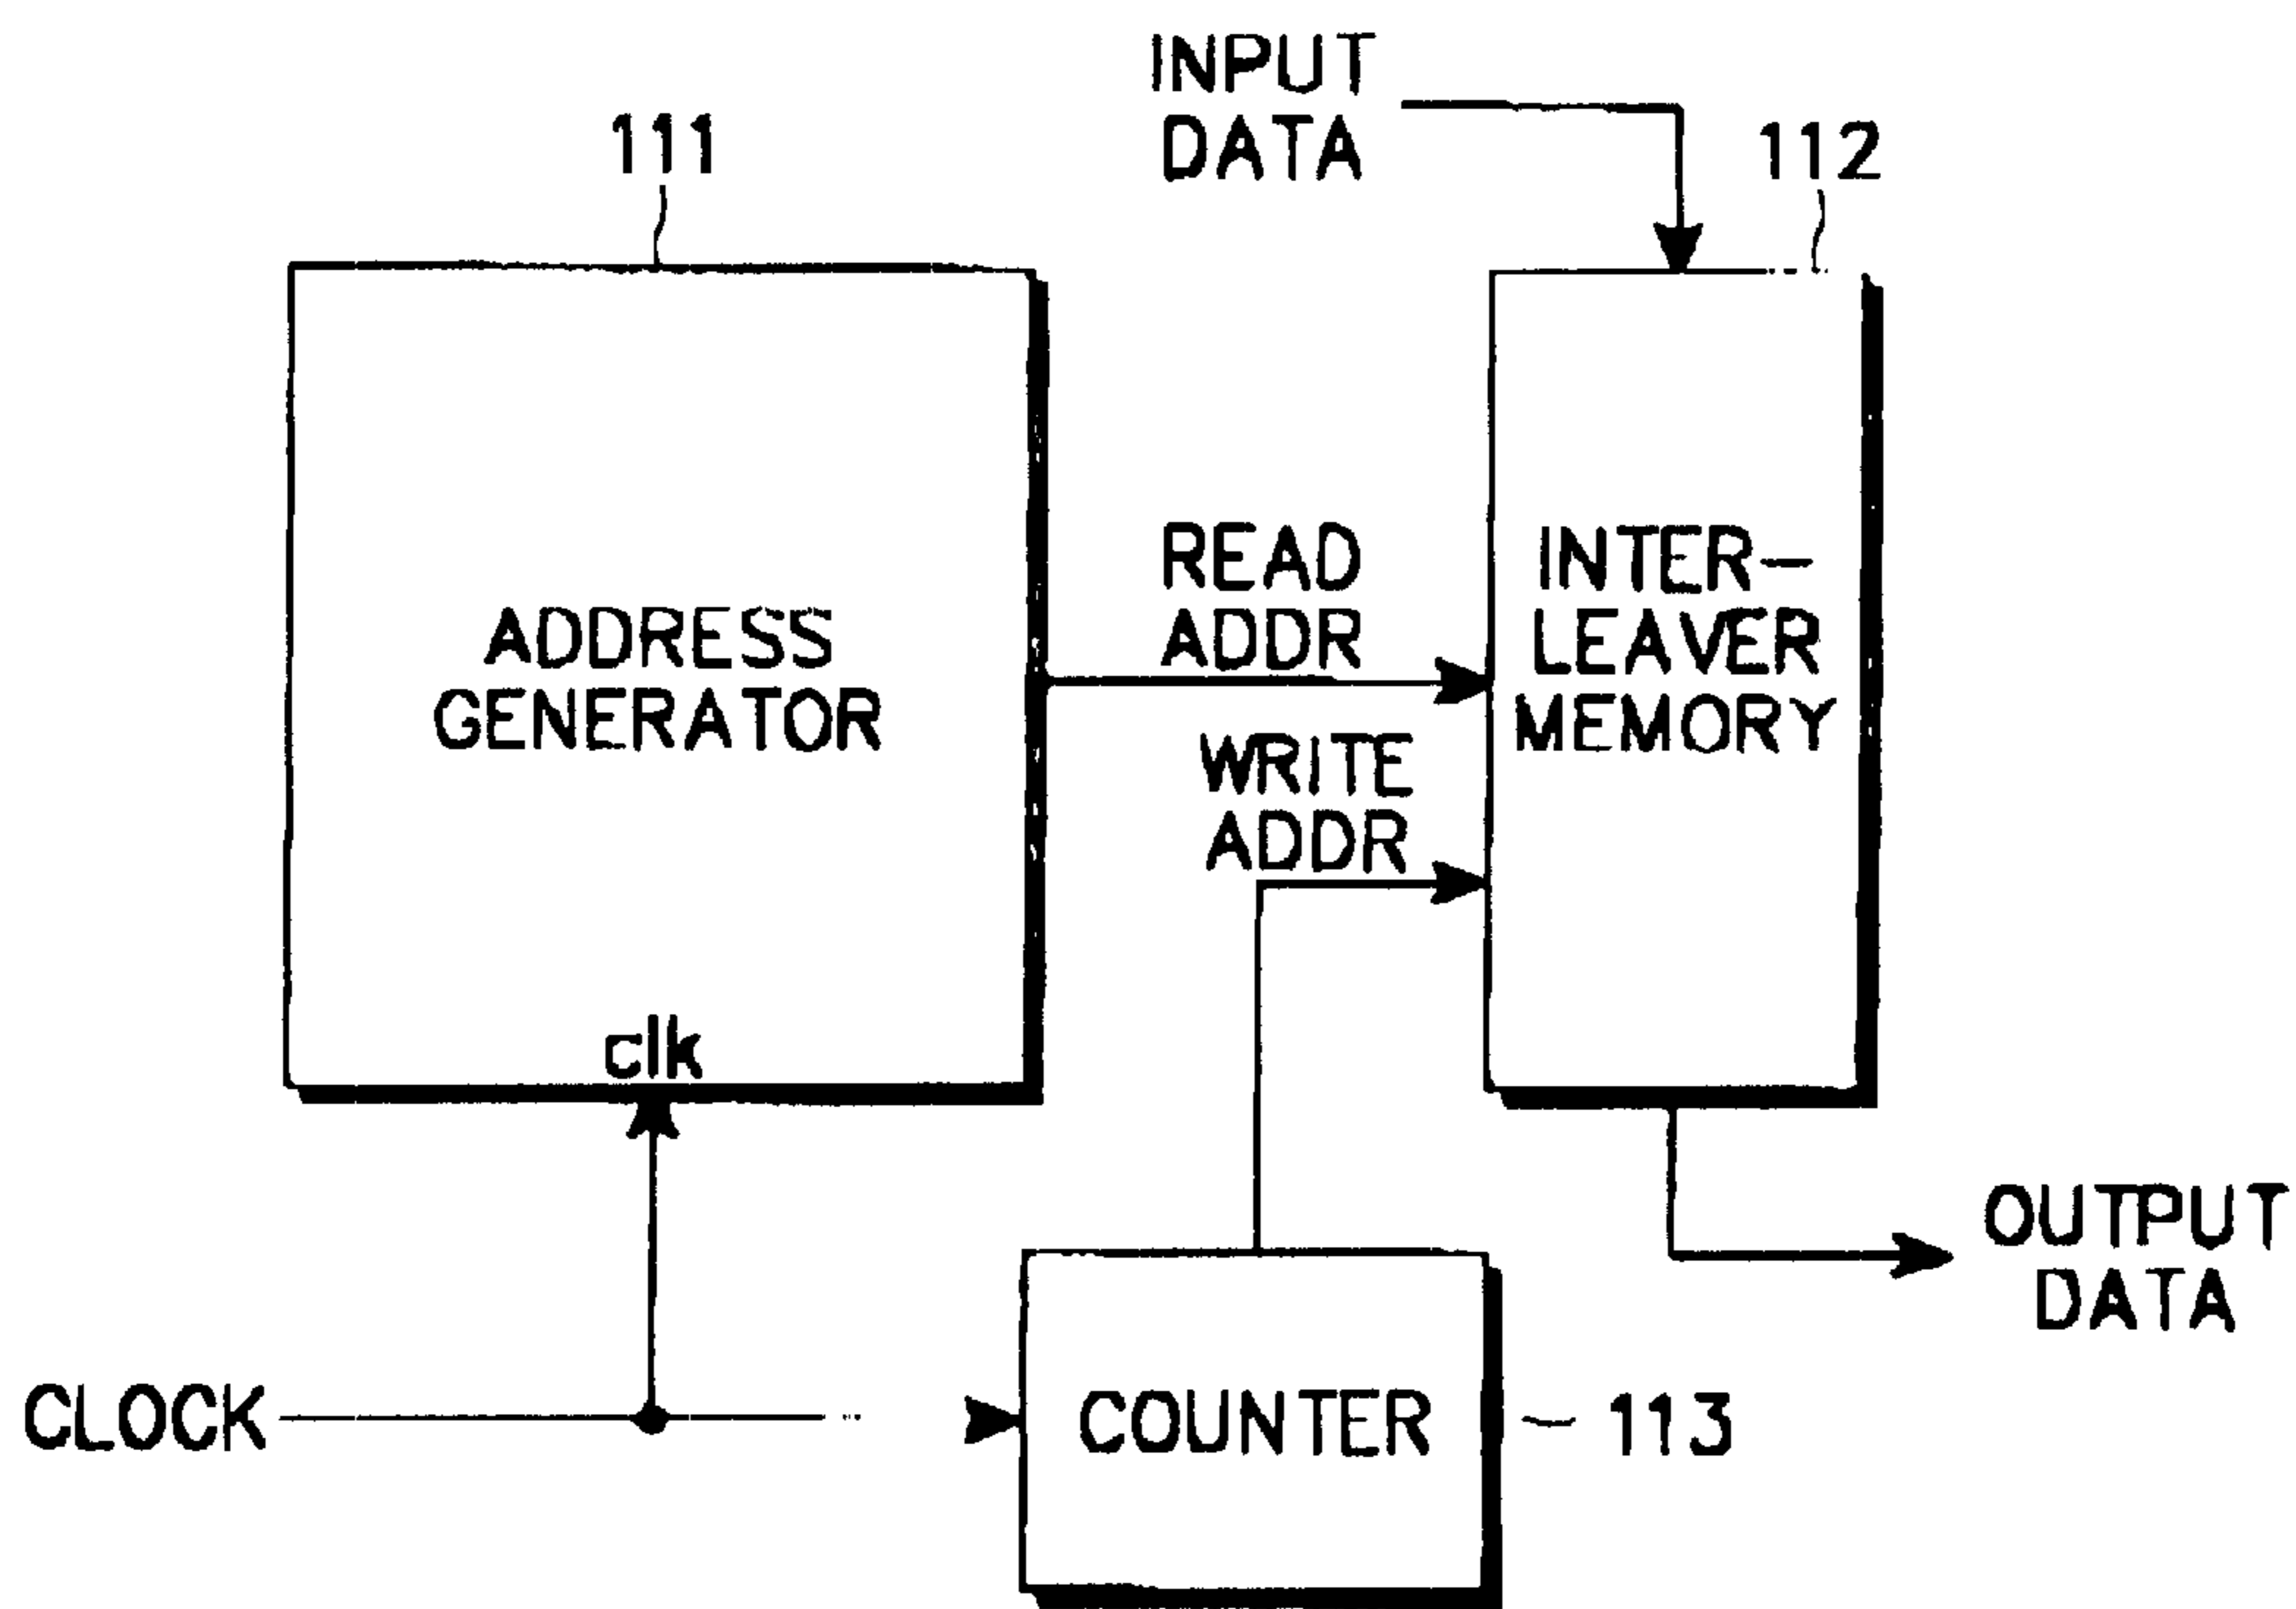 INPUT
DATA
111
112
READ
ADDR
INTER-
LEAVER
MEMORY
ADDRESS
GENERATOR
WRITE
ADDR
clk
OUTPUT
DATA
CLOCK
COUNTER
113